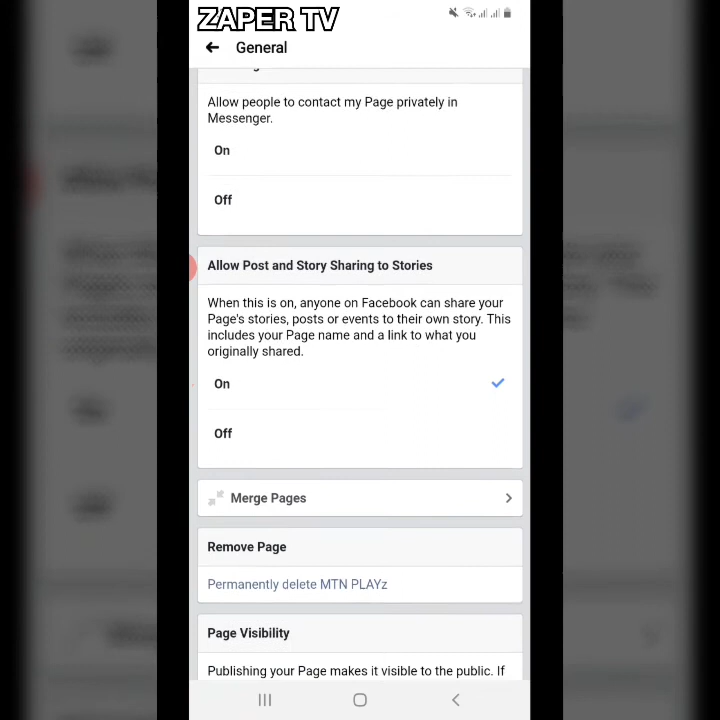 ZAPER TV
General
Allow people to contact my Page privately in
Messenger.
On
Off
Allow Post and Story Sharing to Stories
When this is on, anyone on Facebook can share your
Page's stories, posts or events to their own story. This
includes your Page name and a link to what you
originally shared.
On
Off
Merge Pages
Remove Page
Permanently delete MTN PLAYz
Page Visibility
Publishing your Page makes it visible to the public. If